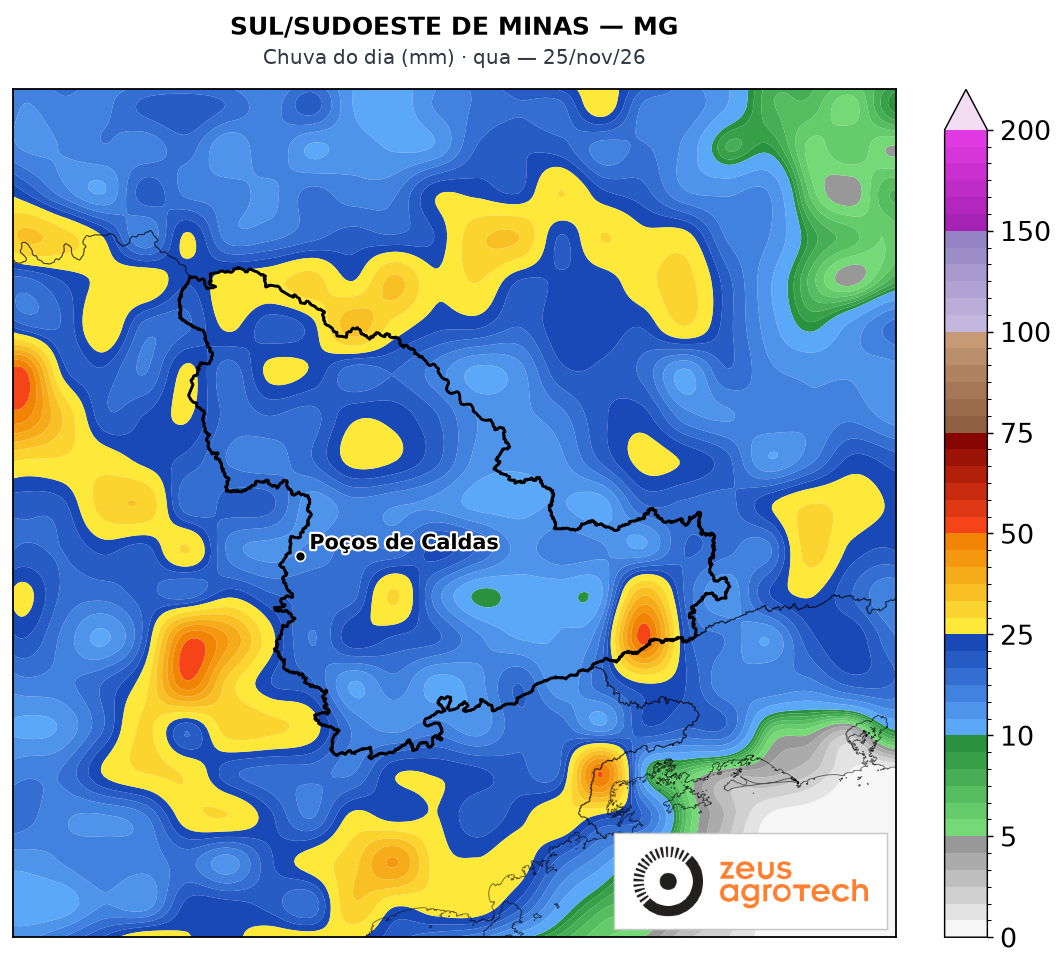 SUL/SUDOESTE DE MINAS — MG
Chuva do dia (mm) · qua — 25/nov/26
200
150
100
75
50
25
10
5
0
Poços de Caldas
zeus
agrotech